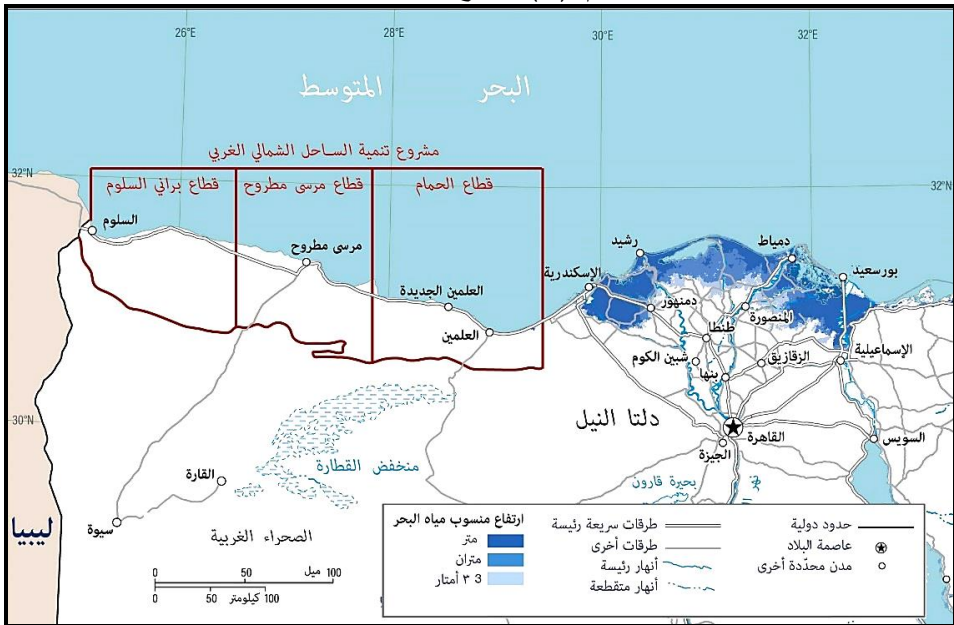 26°E
28°E
30°E
32°E
البحر
المتوسط
مشروع تنمية الساحل الشمالي الغربي
32°N
32°N
قطاع الحمام
قطاع مرسى مطروح
قطاع براني السلوم
السلوم
مرسى مطروح
العلمين الجديدة
العلمين
الإسكندرية
رشيد
دمياط
بورسعيد
دمنهور
المنصورة
طنطا
شبين الكوم
الزقازيق
الإسماعيلية
بنها
دلتا النيل
القاهرة
الجيزة
السويس
30°N
منخفض القطارة
القارة
بحيرة قارون
نهر
سيوة
الصحراء الغربية
ليبيا
0 50 100 ميل
0 50 100 كيلومتر
ارتفاع منسوب مياه البحر
متر
متران
3 ٣ أمتار
طرقات سريعة رئيسة
طرقات أخرى
أنهار رئيسة
أنهار متقطعة
حدود دولية
عاصمة البلاد
مدن محدّدة أخرى